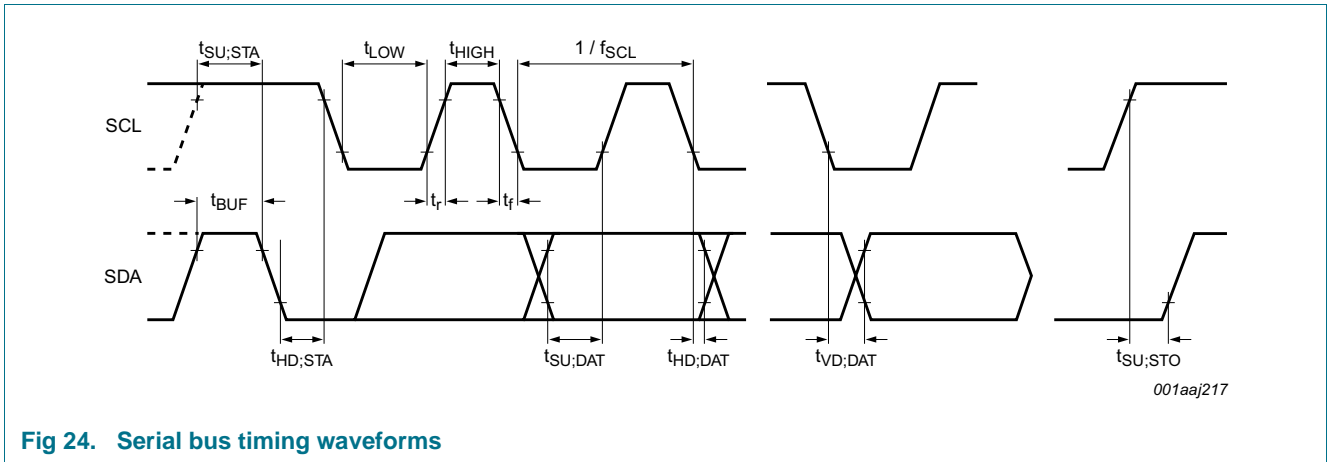 tSU;STA
tLOW
tHIGH
1 / fSCL
SCL
tBUF
tr
tf
SDA
tHD;STA
tSU;DAT
tHD;DAT
tVD;DAT
tSU;STO
001aaj217
Fig 24. Serial bus timing waveforms